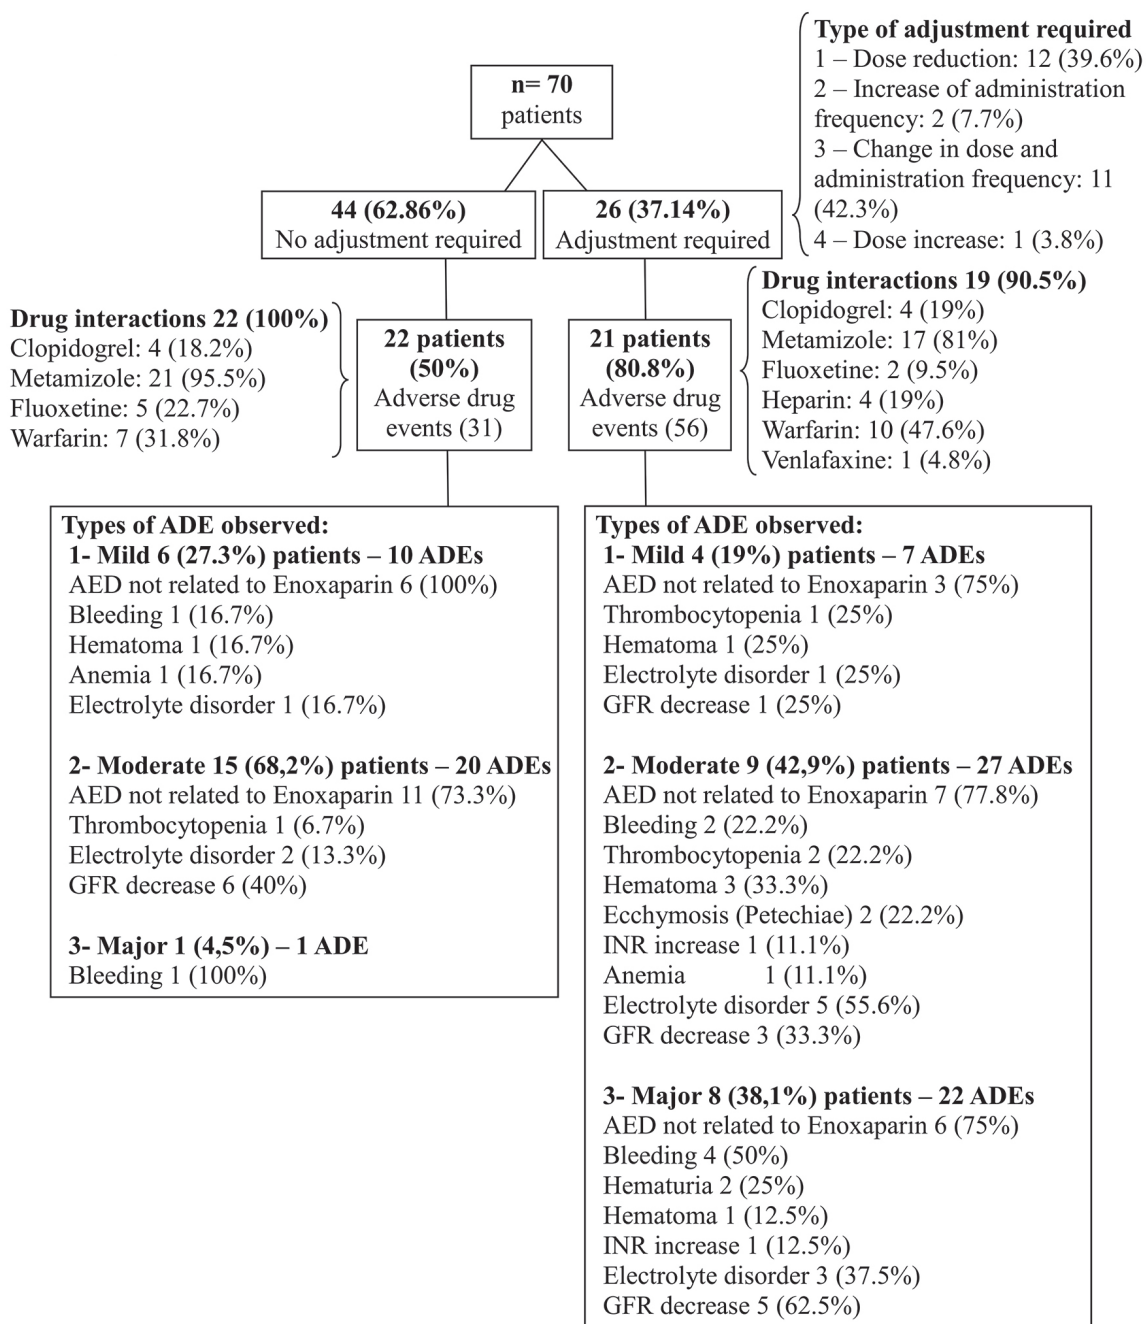 n= 70
patients
Type of adjustment required
1 – Dose reduction: 12 (39.6%)
2 – Increase of administration
frequency: 2 (7.7%)
3 – Change in dose and
administration frequency: 11
(42.3%)
4 – Dose increase: 1 (3.8%)
44 (62.86%)
No adjustment required
26 (37.14%)
Adjustment required
Drug interactions 22 (100%)
Clopidogrel: 4 (18.2%)
Metamizole: 21 (95.5%)
Fluoxetine: 5 (22.7%)
Warfarin: 7 (31.8%)
22 patients
(50%)
Adverse drug
events (31)
21 patients
(80.8%)
Adverse drug
events (56)
Drug interactions 19 (90.5%)
Clopidogrel: 4 (19%)
Metamizole: 17 (81%)
Fluoxetine: 2 (9.5%)
Heparin: 4 (19%)
Warfarin: 10 (47.6%)
Venlafaxine: 1 (4.8%)
Types of ADE observed:
1- Mild 6 (27.3%) patients – 10 ADEs
AED not related to Enoxaparin 6 (100%)
Bleeding 1 (16.7%)
Hematoma 1 (16.7%)
Anemia 1 (16.7%)
Electrolyte disorder 1 (16.7%)
2- Moderate 15 (68,2%) patients – 20 ADEs
AED not related to Enoxaparin 11 (73.3%)
Thrombocytopenia 1 (6.7%)
Electrolyte disorder 2 (13.3%)
GFR decrease 6 (40%)
3- Major 1 (4,5%) – 1 ADE
Bleeding 1 (100%)
Types of ADE observed:
1- Mild 4 (19%) patients – 7 ADEs
AED not related to Enoxaparin 3 (75%)
Thrombocytopenia 1 (25%)
Hematoma 1 (25%)
Electrolyte disorder 1 (25%)
GFR decrease 1 (25%)
2- Moderate 9 (42,9%) patients – 27 ADEs
AED not related to Enoxaparin 7 (77.8%)
Bleeding 2 (22.2%)
Thrombocytopenia 2 (22.2%)
Hematoma 3 (33.3%)
Ecchymosis (Petechiae) 2 (22.2%)
INR increase 1 (11.1%)
Anemia 1 (11.1%)
Electrolyte disorder 5 (55.6%)
GFR decrease 3 (33.3%)
3- Major 8 (38,1%) patients – 22 ADEs
AED not related to Enoxaparin 6 (75%)
Bleeding 4 (50%)
Hematuria 2 (25%)
Hematoma 1 (12.5%)
INR increase 1 (12.5%)
Electrolyte disorder 3 (37.5%)
GFR decrease 5 (62.5%)